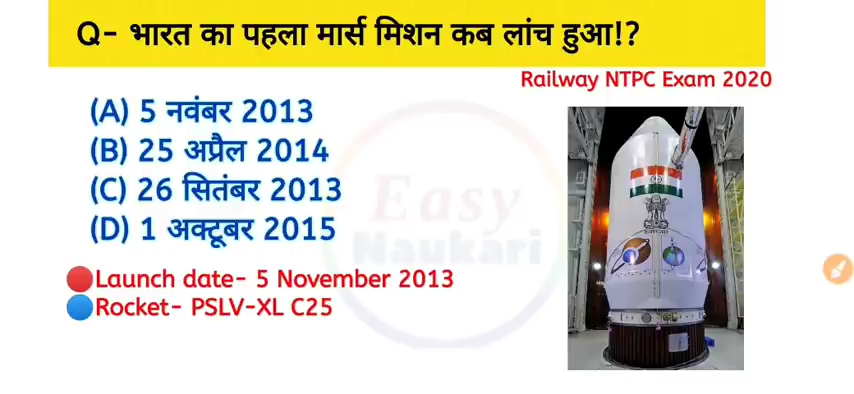 Q- भारत का पहला मार्स मिशन कब लांच हुआ!?
Railway NTPC Exam 2020
(A) 5 नवंबर 2013
(B) 25 अप्रैल 2014
(C) 26 सितंबर 2013
(D) 1 अक्टूबर 2015
Easy
Naukari
🔴Launch date- 5 November 2013
🔵Rocket- PSLV-XL C25